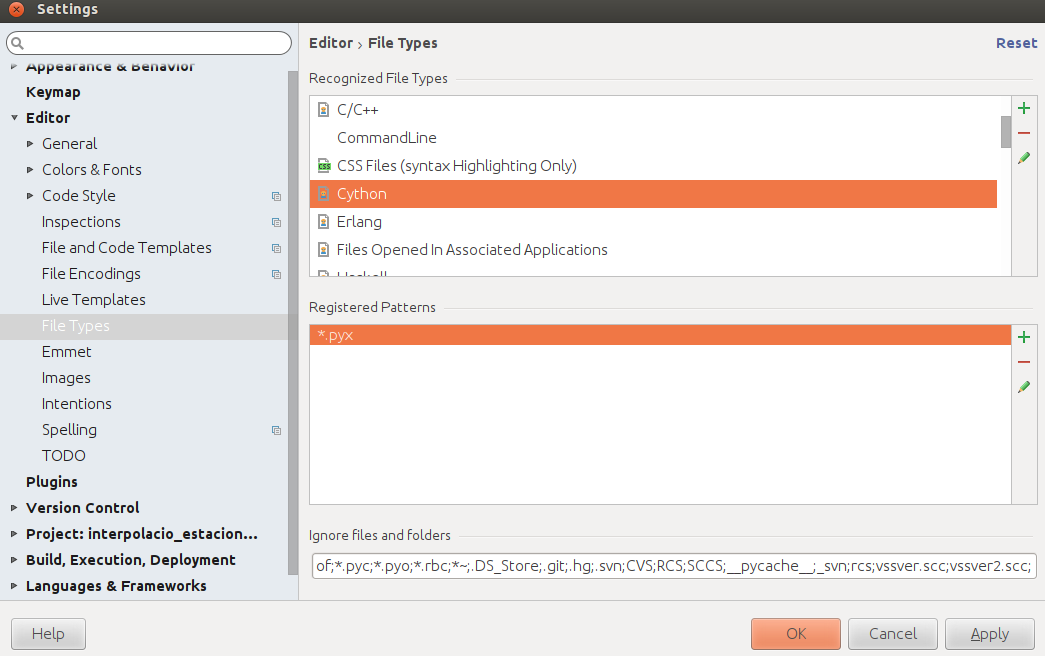 Settings
Appearance & Behavior
Keymap
Editor
General
Colors & Fonts
Code Style
Inspections
File and Code Templates
File Encodings
Live Templates
File Types
Emmet
Images
Intentions
Spelling
TODO
Plugins
Version Control
Project: interpolacio_estacion...
Build, Execution, Deployment
Languages & Frameworks
Editor › File Types
Reset
Recognized File Types
C/C++
CommandLine
CSS Files (syntax Highlighting Only)
Cython
Erlang
Files Opened In Associated Applications
Haskell
Registered Patterns
*.pyx
Ignore files and folders
of;*.pyc;*.pyo;*.rbc;*~;.DS_Store;.git;.hg;.svn;CVS;RCS;SCCS;__pycache__;_svn;rcs;vssver.scc;vssver2.scc;
Help
OK
Cancel
Apply